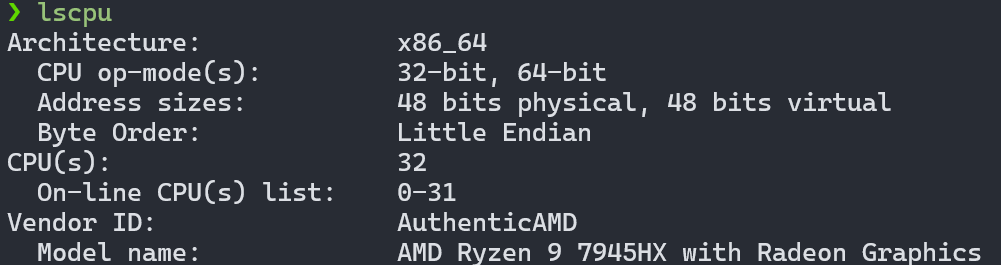 ❯ lscpu
Architecture: x86_64
CPU op-mode(s): 32-bit, 64-bit
Address sizes: 48 bits physical, 48 bits virtual
Byte Order: Little Endian
CPU(s): 32
On-line CPU(s) list: 0-31
Vendor ID: AuthenticAMD
Model name: AMD Ryzen 9 7945HX with Radeon Graphics